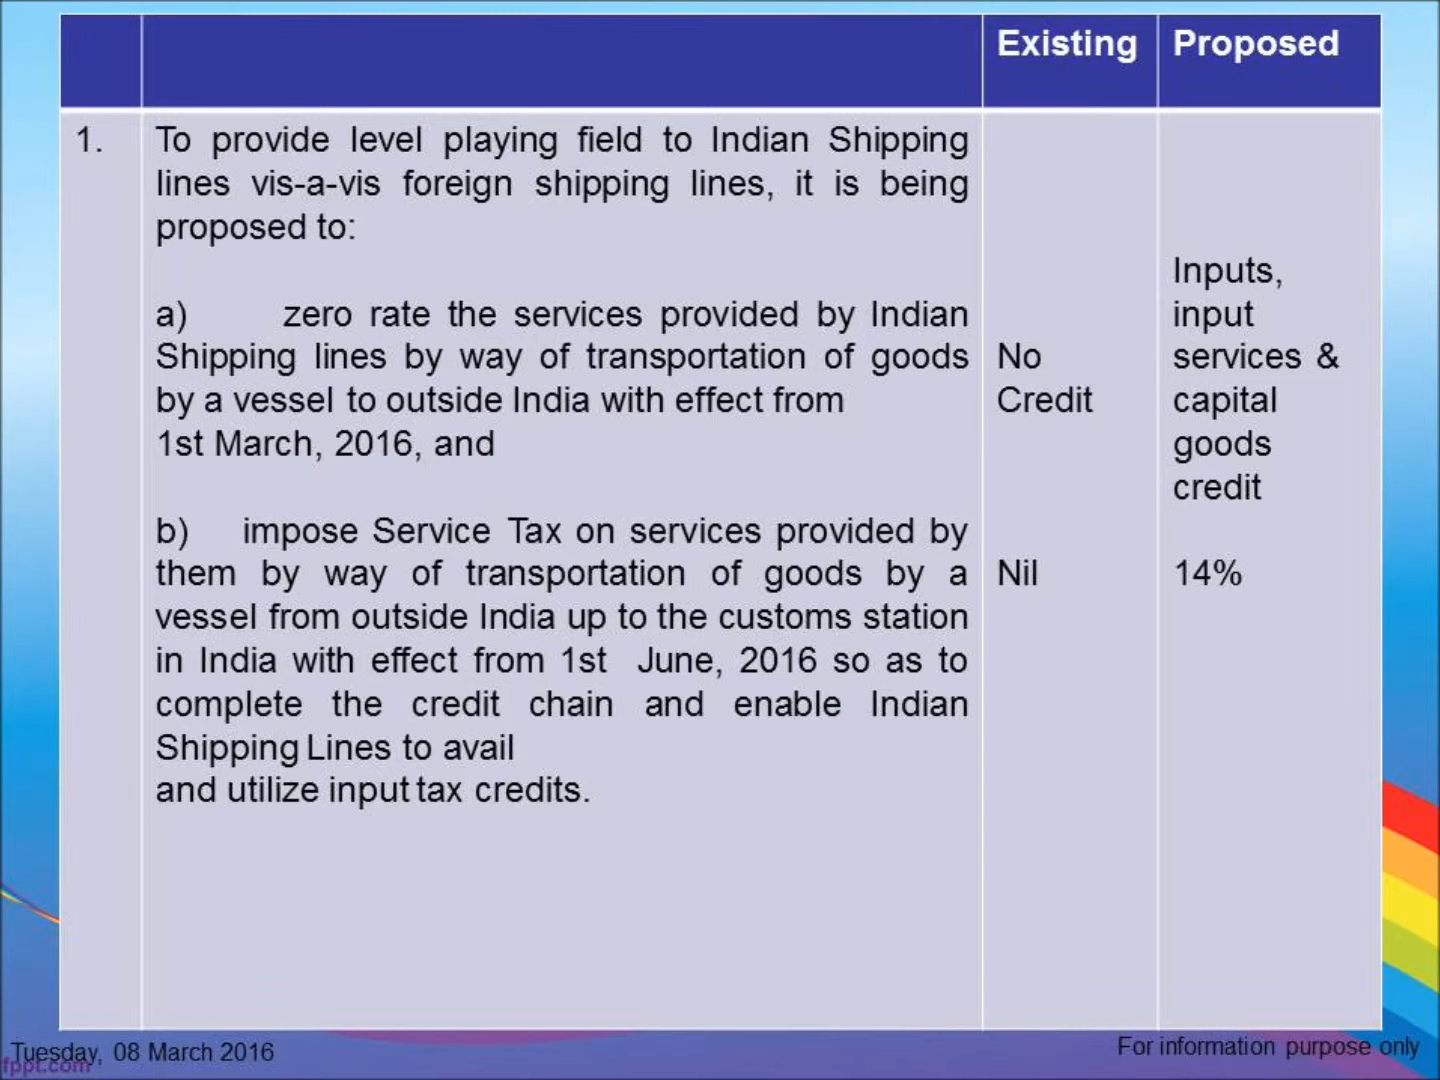 Existing Proposed
1. To provide level playing field to Indian Shipping
lines vis-a-vis foreign shipping lines, it is being
proposed to:
Inputs,
a) zero rate the services provided by Indian input
Shipping lines by way of transportation of goods No services &
by a vessel to outside India with effect from Credit capital
1st March, 2016, and goods
credit
b) impose Service Tax on services provided by
them by way of transportation of goods by a Nil 14%
vessel from outside India up to the customs station
in India with effect from 1st June, 2016 so as to
complete the credit chain and enable Indian
Shipping Lines to avail
and utilize input tax credits.
Tuesday, 08 March 2016 For information purpose only
fppt.com